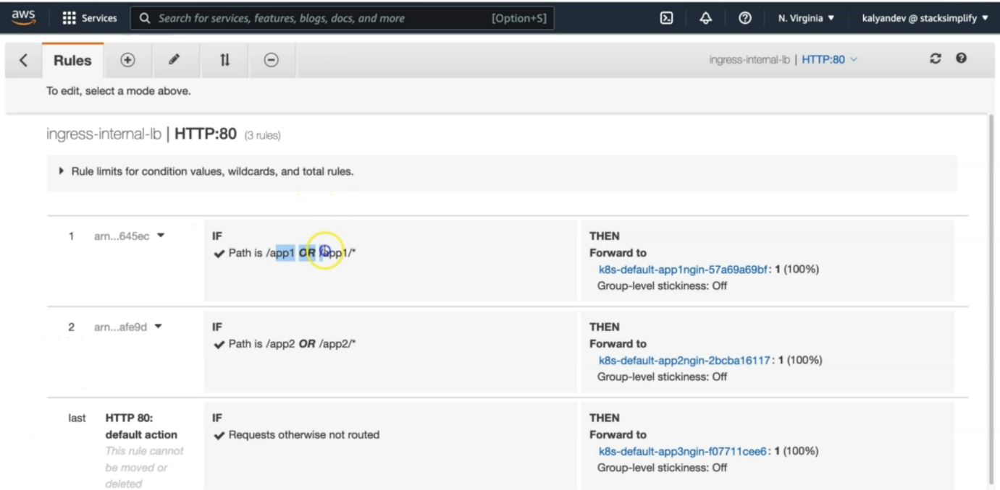 aws Services Search for services, features, blogs, docs, and more [Option+S] N. Virginia ▼ kalyandev @ stacksimplify ▼
Rules ingress-internal-lb | HTTP:80
To edit, select a mode above.
ingress-internal-lb | HTTP:80 (3 rules)
Rule limits for condition values, wildcards, and total rules.
1 arn...645ec ▼
IF
✔ Path is /app1 OR /app1/*
THEN
Forward to
k8s-default-app1ngin-57a69a69bf: 1 (100%)
Group-level stickiness: Off
2 arn...afe9d ▼
IF
✔ Path is /app2 OR /app2/*
THEN
Forward to
k8s-default-app2ngin-2bcba16117: 1 (100%)
Group-level stickiness: Off
last HTTP 80:
default action
This rule cannot
be moved or
deleted
IF
✔ Requests otherwise not routed
THEN
Forward to
k8s-default-app3ngin-f07711cee6: 1 (100%)
Group-level stickiness: Off